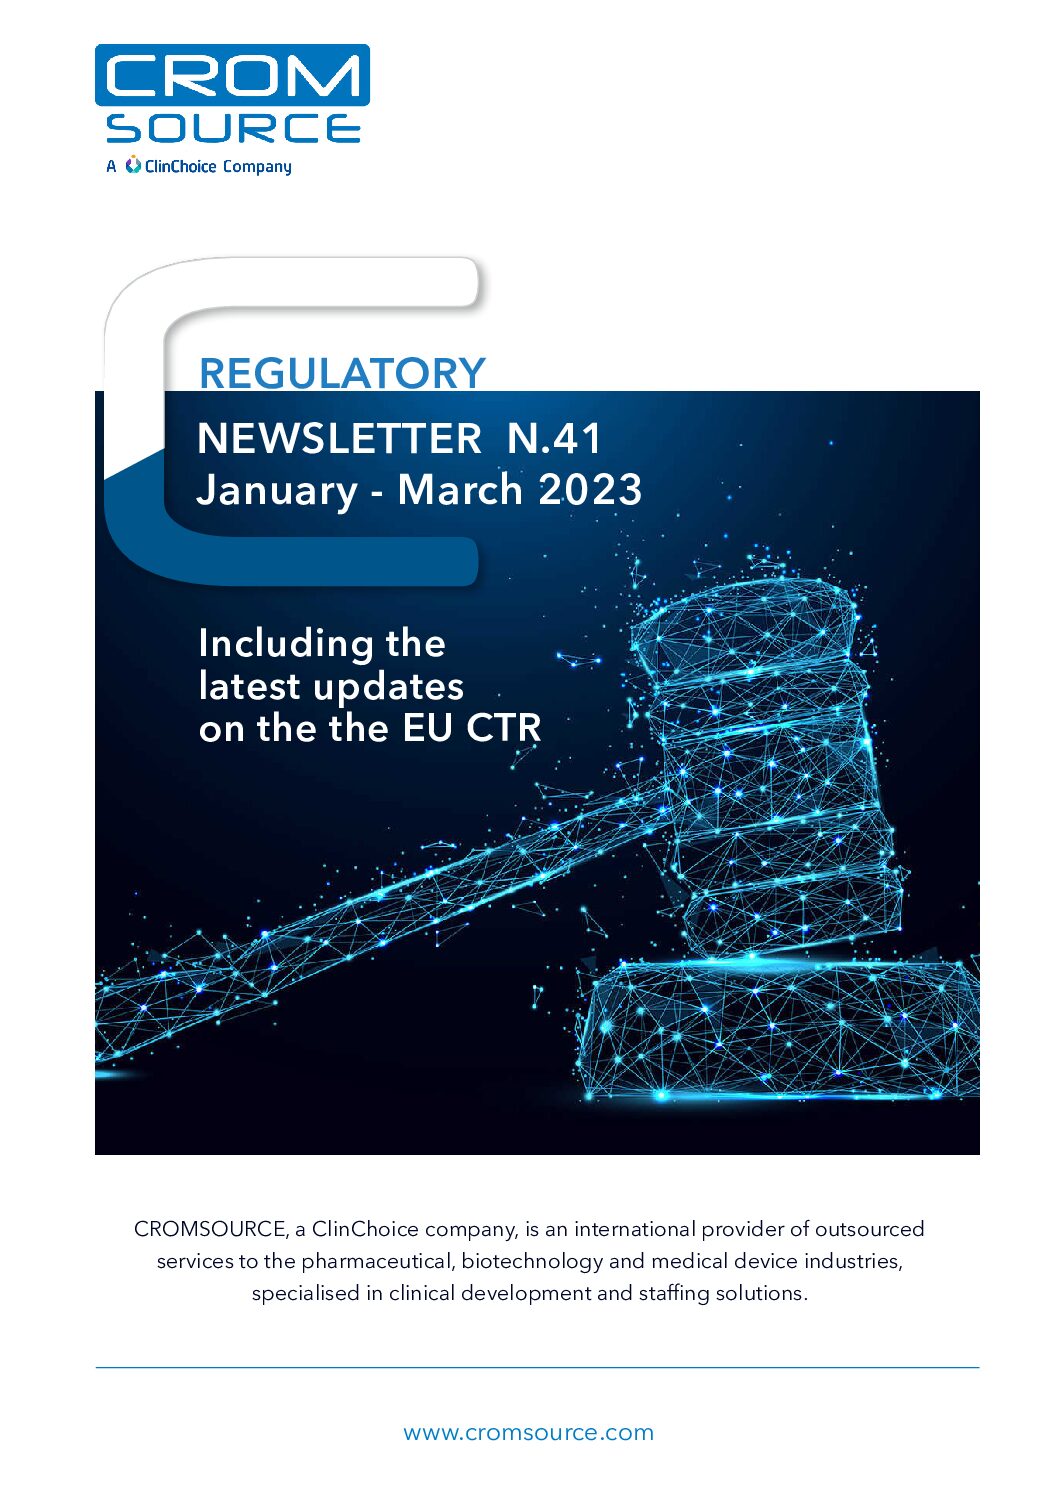 CROM
SOURCE
A ClinChoice Company
REGULATORY
NEWSLETTER N.41
January - March 2023
Including the
latest updates
on the the EU CTR
CROMSOURCE, a ClinChoice company, is an international provider of outsourced
services to the pharmaceutical, biotechnology and medical device industries,
specialised in clinical development and staffing solutions.
www.cromsource.com